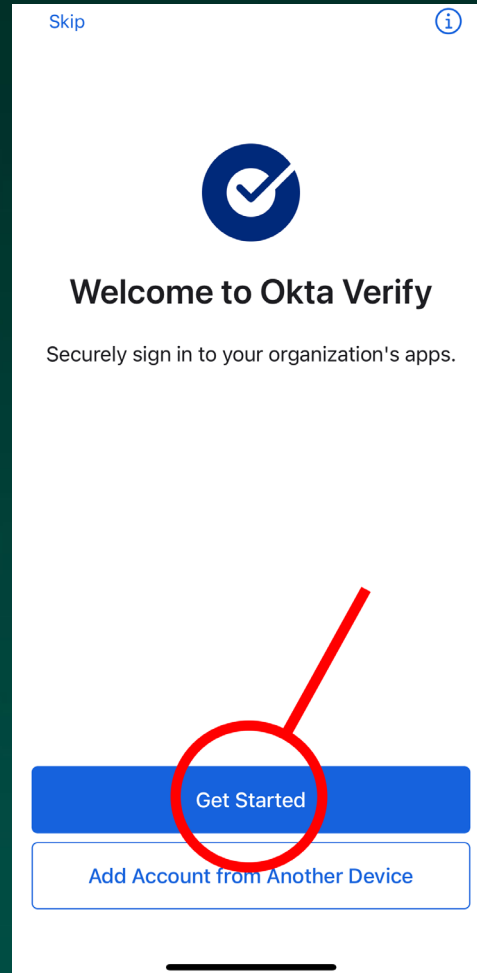 Skip
Welcome to Okta Verify
Securely sign in to your organization's apps.
Get Started
Add Account from Another Device